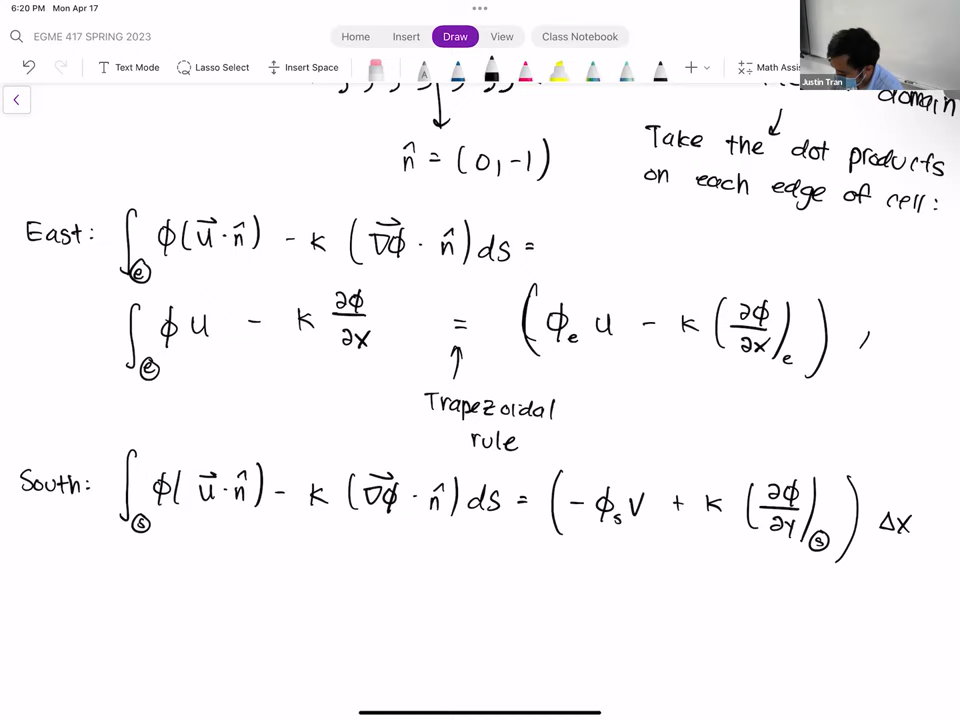 6:20 PM Mon Apr 17
EGME 417 SPRING 2023
Home Insert Draw View Class Notebook
Text Mode Lasso Select Insert Space Math Assis
Justin Tran
domain
n̂ = (0, -1)
Take the dot products
on each edge of cell:
East: ∫ₑ ϕ(u⃗ · n̂) - K (∇ϕ · n̂) ds =
∫ₑ ϕu - K ∂ϕ/∂x = (ϕₑ u - K (∂ϕ/∂x)ₑ) ,
Trapezoidal
rule
South: ∫ₛ ϕ(u⃗ · n̂) - K (∇ϕ · n̂) ds = (-ϕₛ V + K (∂ϕ/∂y)ₛ) Δx